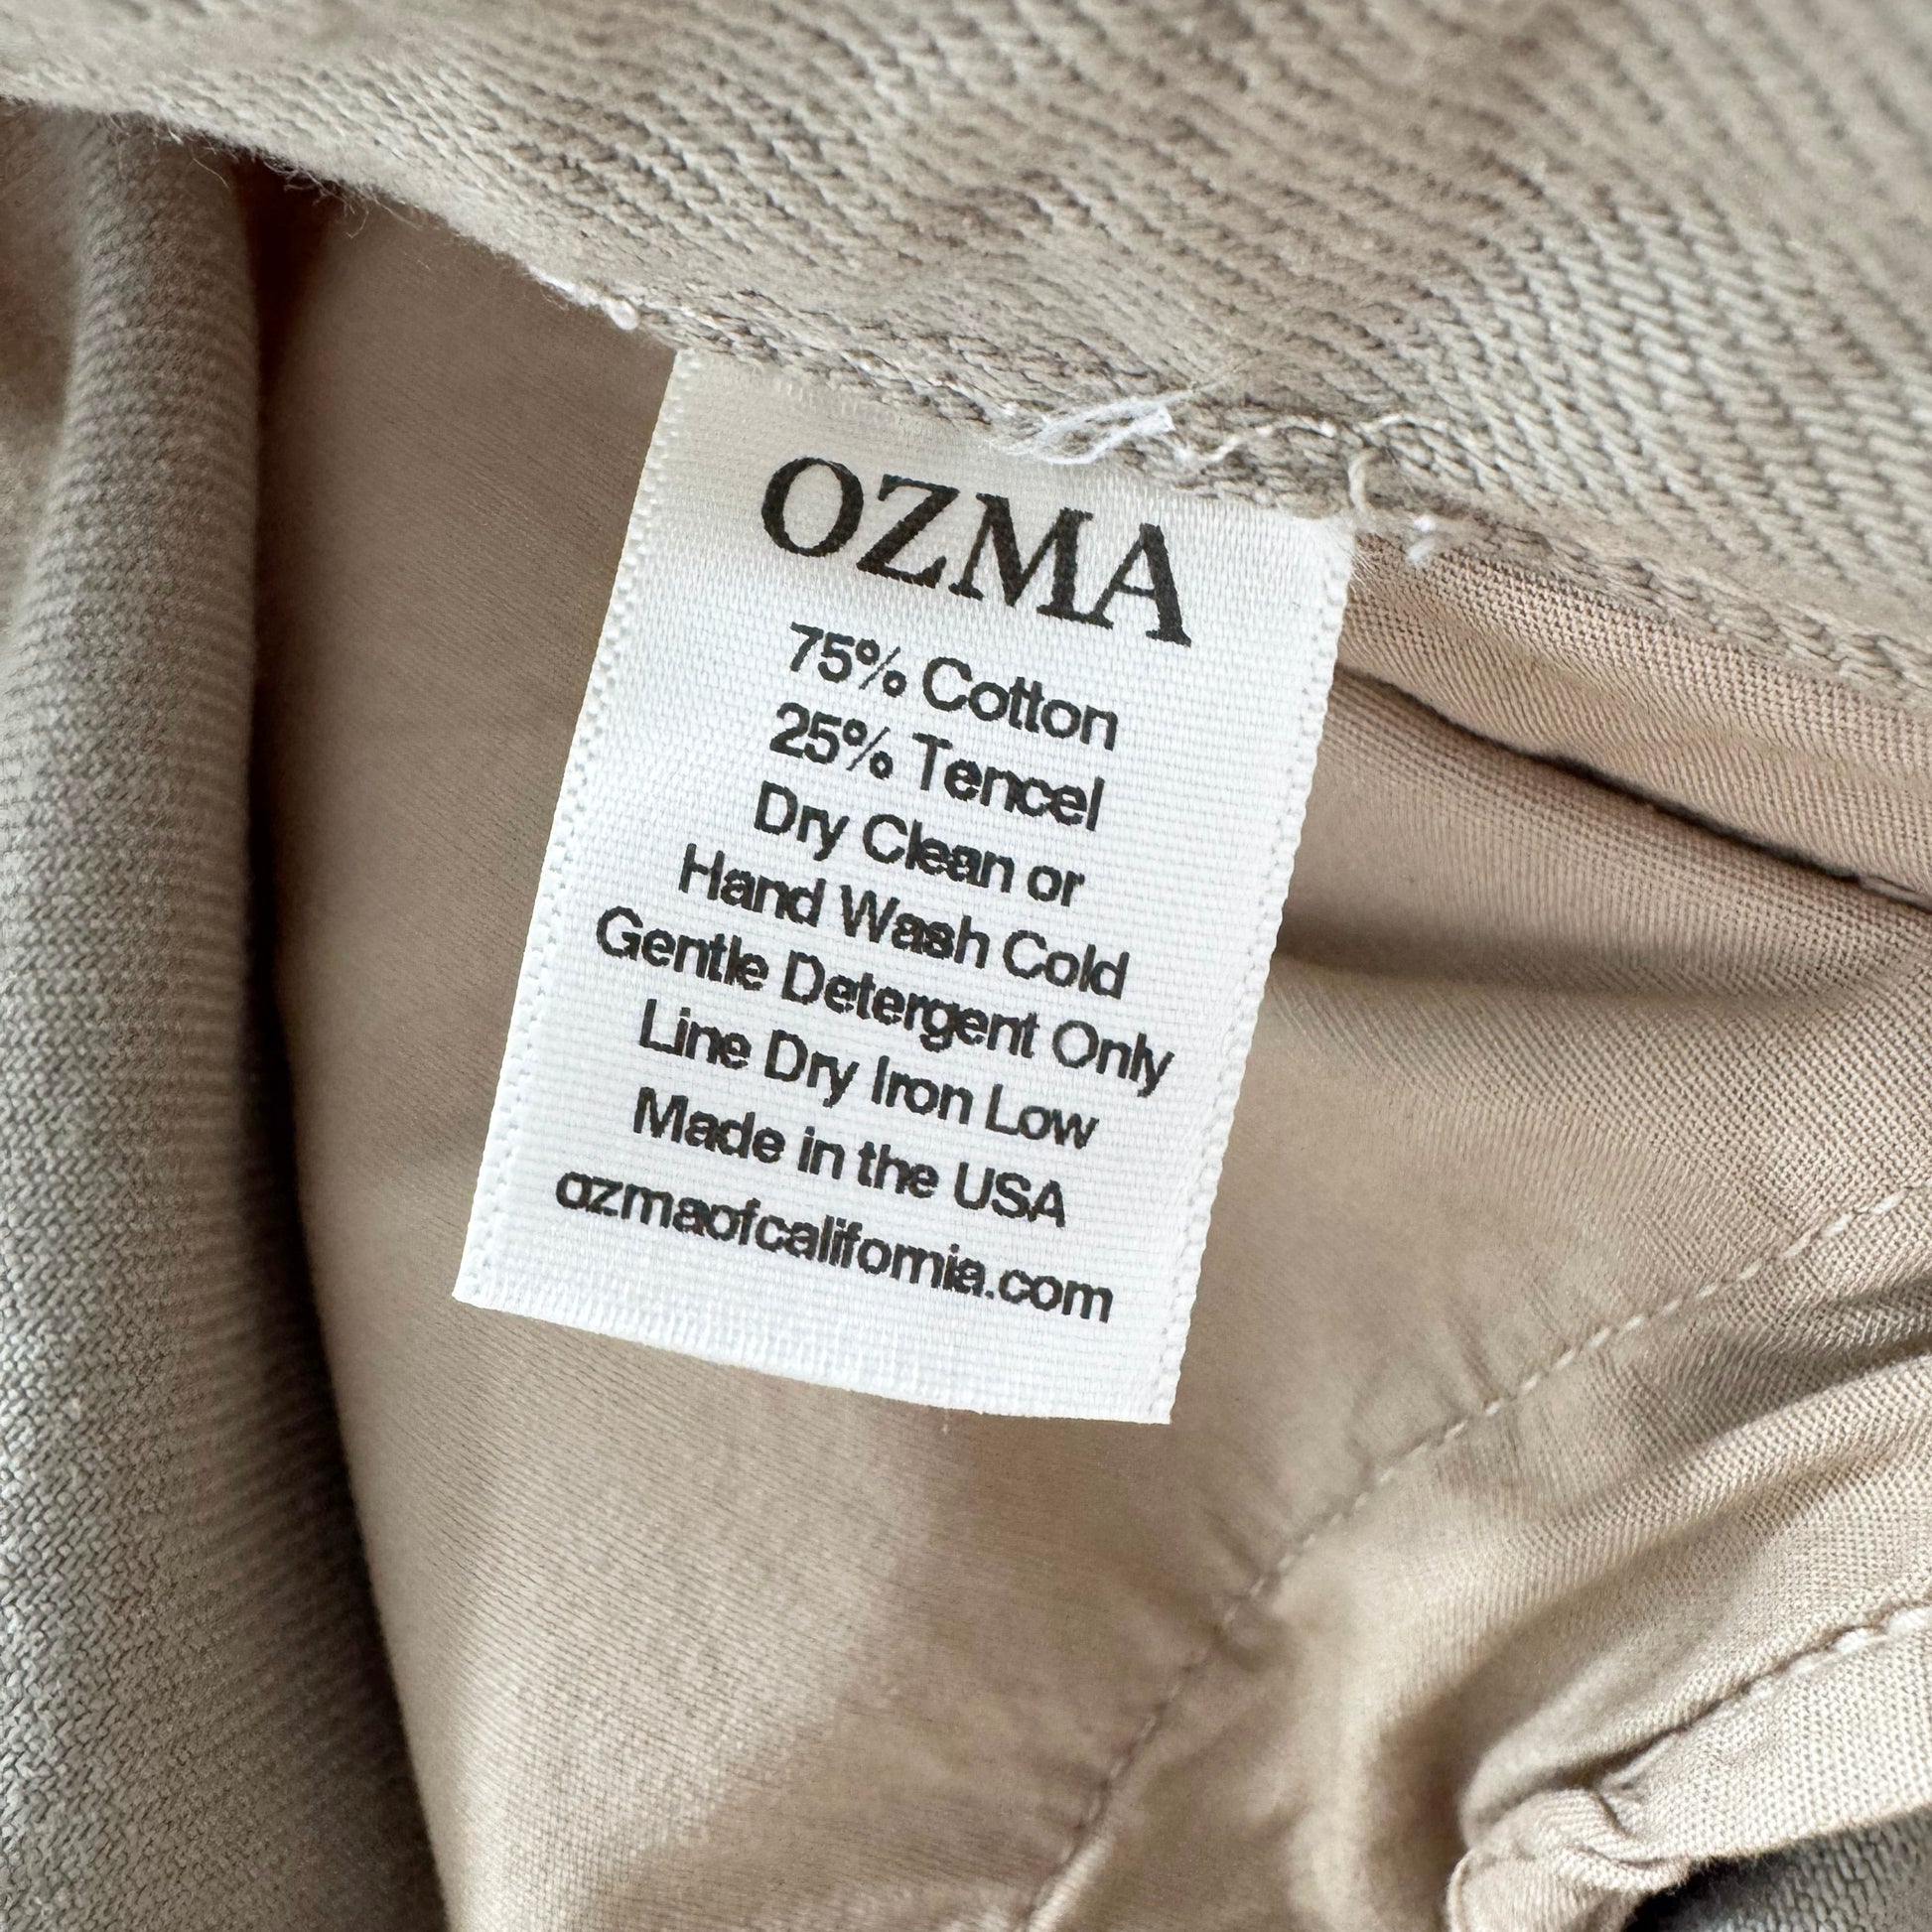 OZMA
75% Cotton
25% Tencel
Dry Clean or
Hand Wash Cold
Gentle Detergent Only
Line Dry Iron Low
Made in the USA
ozmaofcalifornia.com